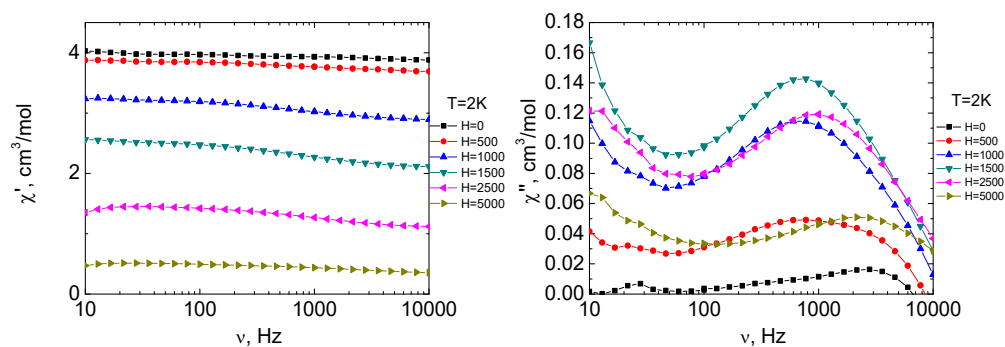 χ', cm³/mol
4
2
0
10
100
1000
10000
ν, Hz
T=2K
H=0
H=500
H=1000
H=1500
H=2500
H=5000
χ'', cm³/mol
0.18
0.16
0.14
0.12
0.10
0.08
0.06
0.04
0.02
0.00
10
100
1000
10000
ν, Hz
T=2K
H=0
H=500
H=1000
H=1500
H=2500
H=5000